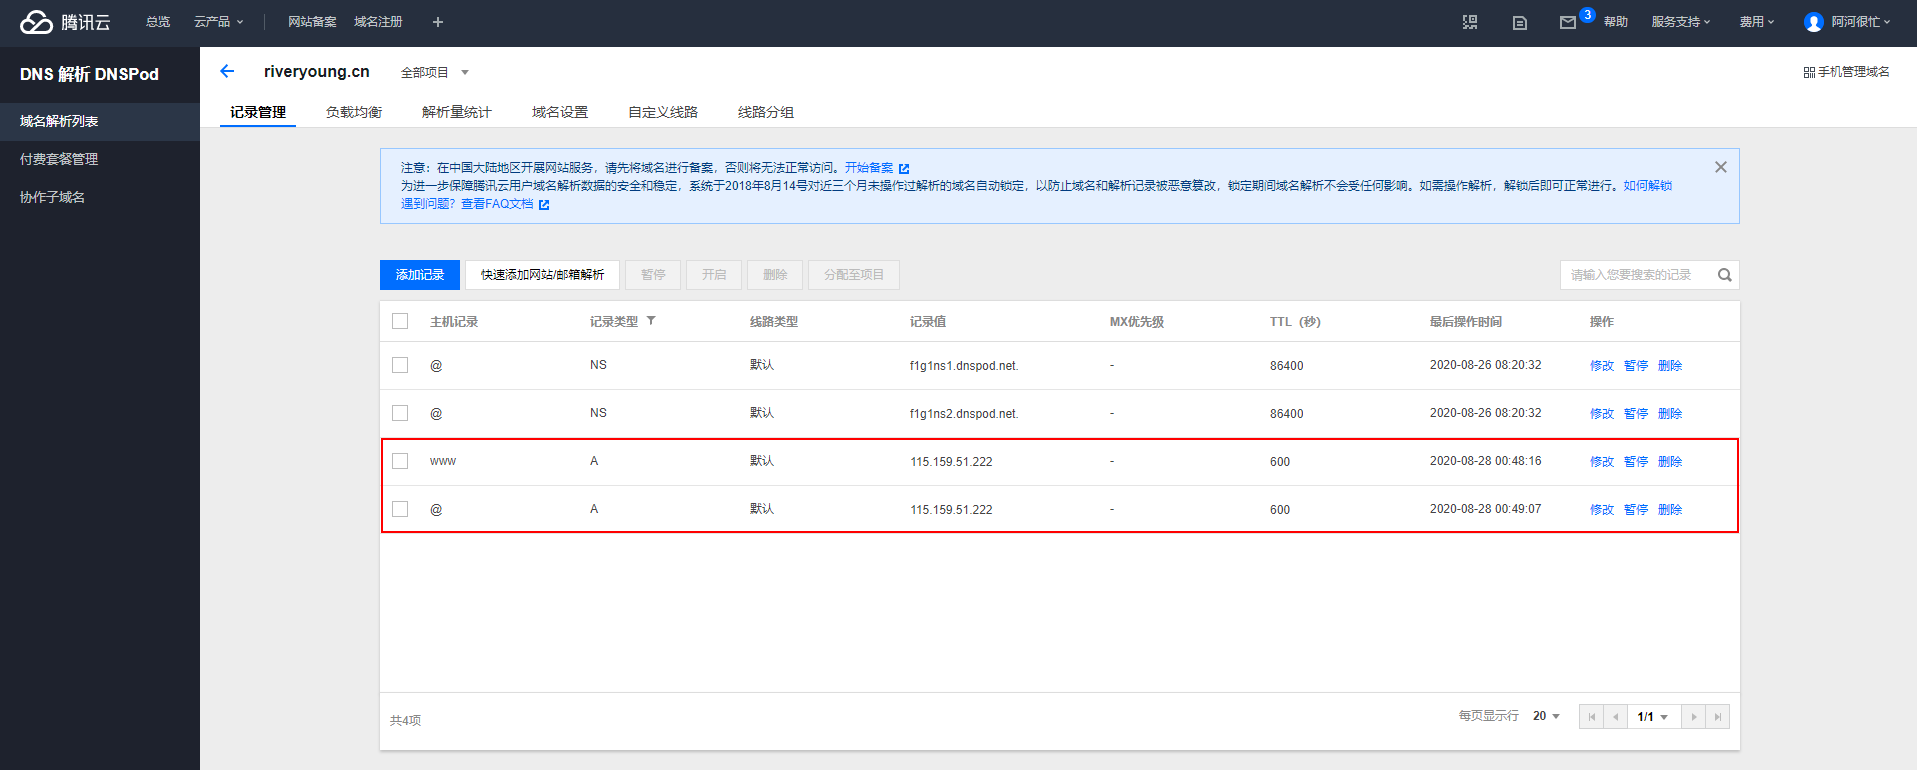 腾讯云 总览 云产品 网站备案 域名注册 + 3 帮助 服务支持 费用 阿河很忙
DNS 解析 DNSPod
域名解析列表
付费套餐管理
协作子域名
riveryoung.cn 全部项目 手机管理域名
记录管理 负载均衡 解析量统计 域名设置 自定义线路 线路分组
注意：在中国大陆地区开展网站服务，请先将域名进行备案，否则将无法正常访问。开始备案
为进一步保障腾讯云用户域名解析数据的安全和稳定，系统于2018年8月14号对近三个月未操作过解析的域名自动锁定，以防止域名和解析记录被恶意篡改，锁定期间域名解析不会受任何影响。如需操作解析，解锁后即可正常进行。如何解锁
遇到问题？查看FAQ文档
添加记录 快速添加网站/邮箱解析 暂停 开启 删除 分配至项目 请输入您要搜索的记录
主机记录 记录类型 线路类型 记录值 MX优先级 TTL（秒） 最后操作时间 操作
@ NS 默认 f1g1ns1.dnspod.net. - 86400 2020-08-26 08:20:32 修改 暂停 删除
@ NS 默认 f1g1ns2.dnspod.net. - 86400 2020-08-26 08:20:32 修改 暂停 删除
www A 默认 115.159.51.222 - 600 2020-08-28 00:48:16 修改 暂停 删除
@ A 默认 115.159.51.222 - 600 2020-08-28 00:49:07 修改 暂停 删除
共4项 每页显示行 20 1/1